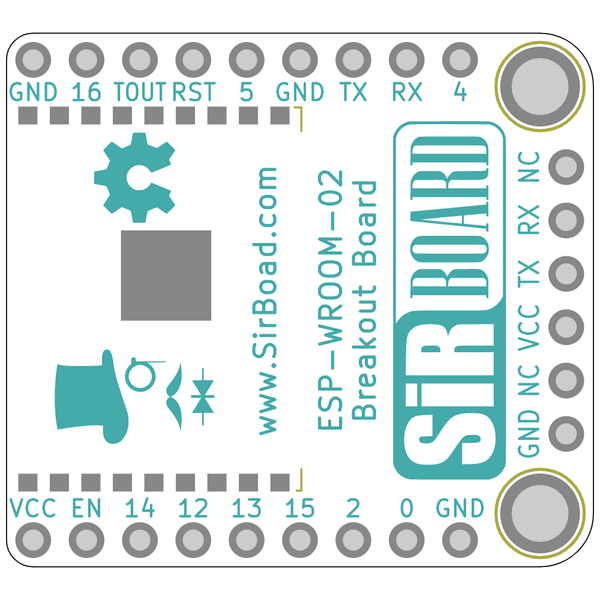 GND 16 TOUT RST 5 GND TX RX 4
www.SirBoad.com
ESP-WROOM-02
Breakout Board
SiR BOARD
NC
RX
TX
VCC
NC
GND
VCC EN 14 12 13 15 2 0 GND